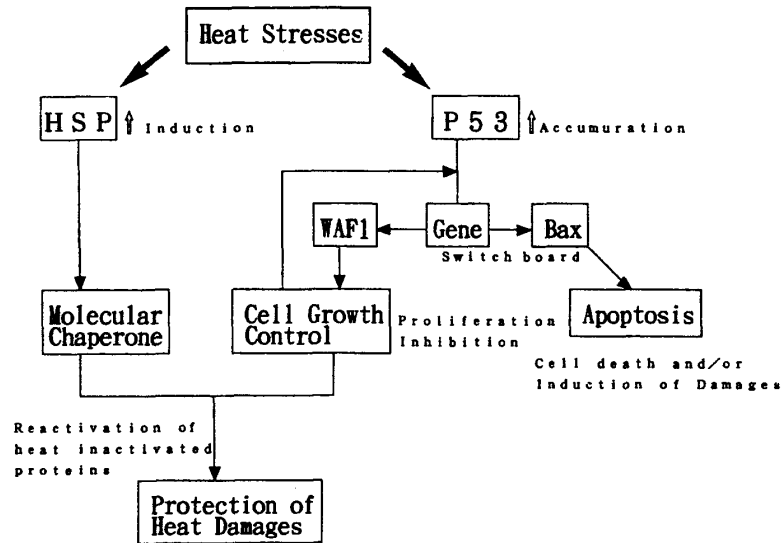 Heat Stresses
HSP
Induction
P53
Accumuration
WAF1
Gene
Bax
Switch board
Molecular
Chaperone
Cell Growth
Control
Proliferation
Inhibition
Apoptosis
Cell death and/or
Induction of Damages
Reactivation of
heat inactivated
proteins
Protection of
Heat Damages